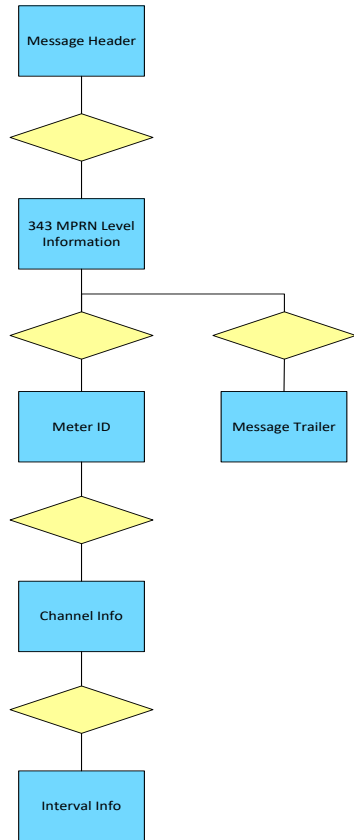 Message Header
343 MPRN Level
Information
Meter ID
Message Trailer
Channel Info
Interval Info